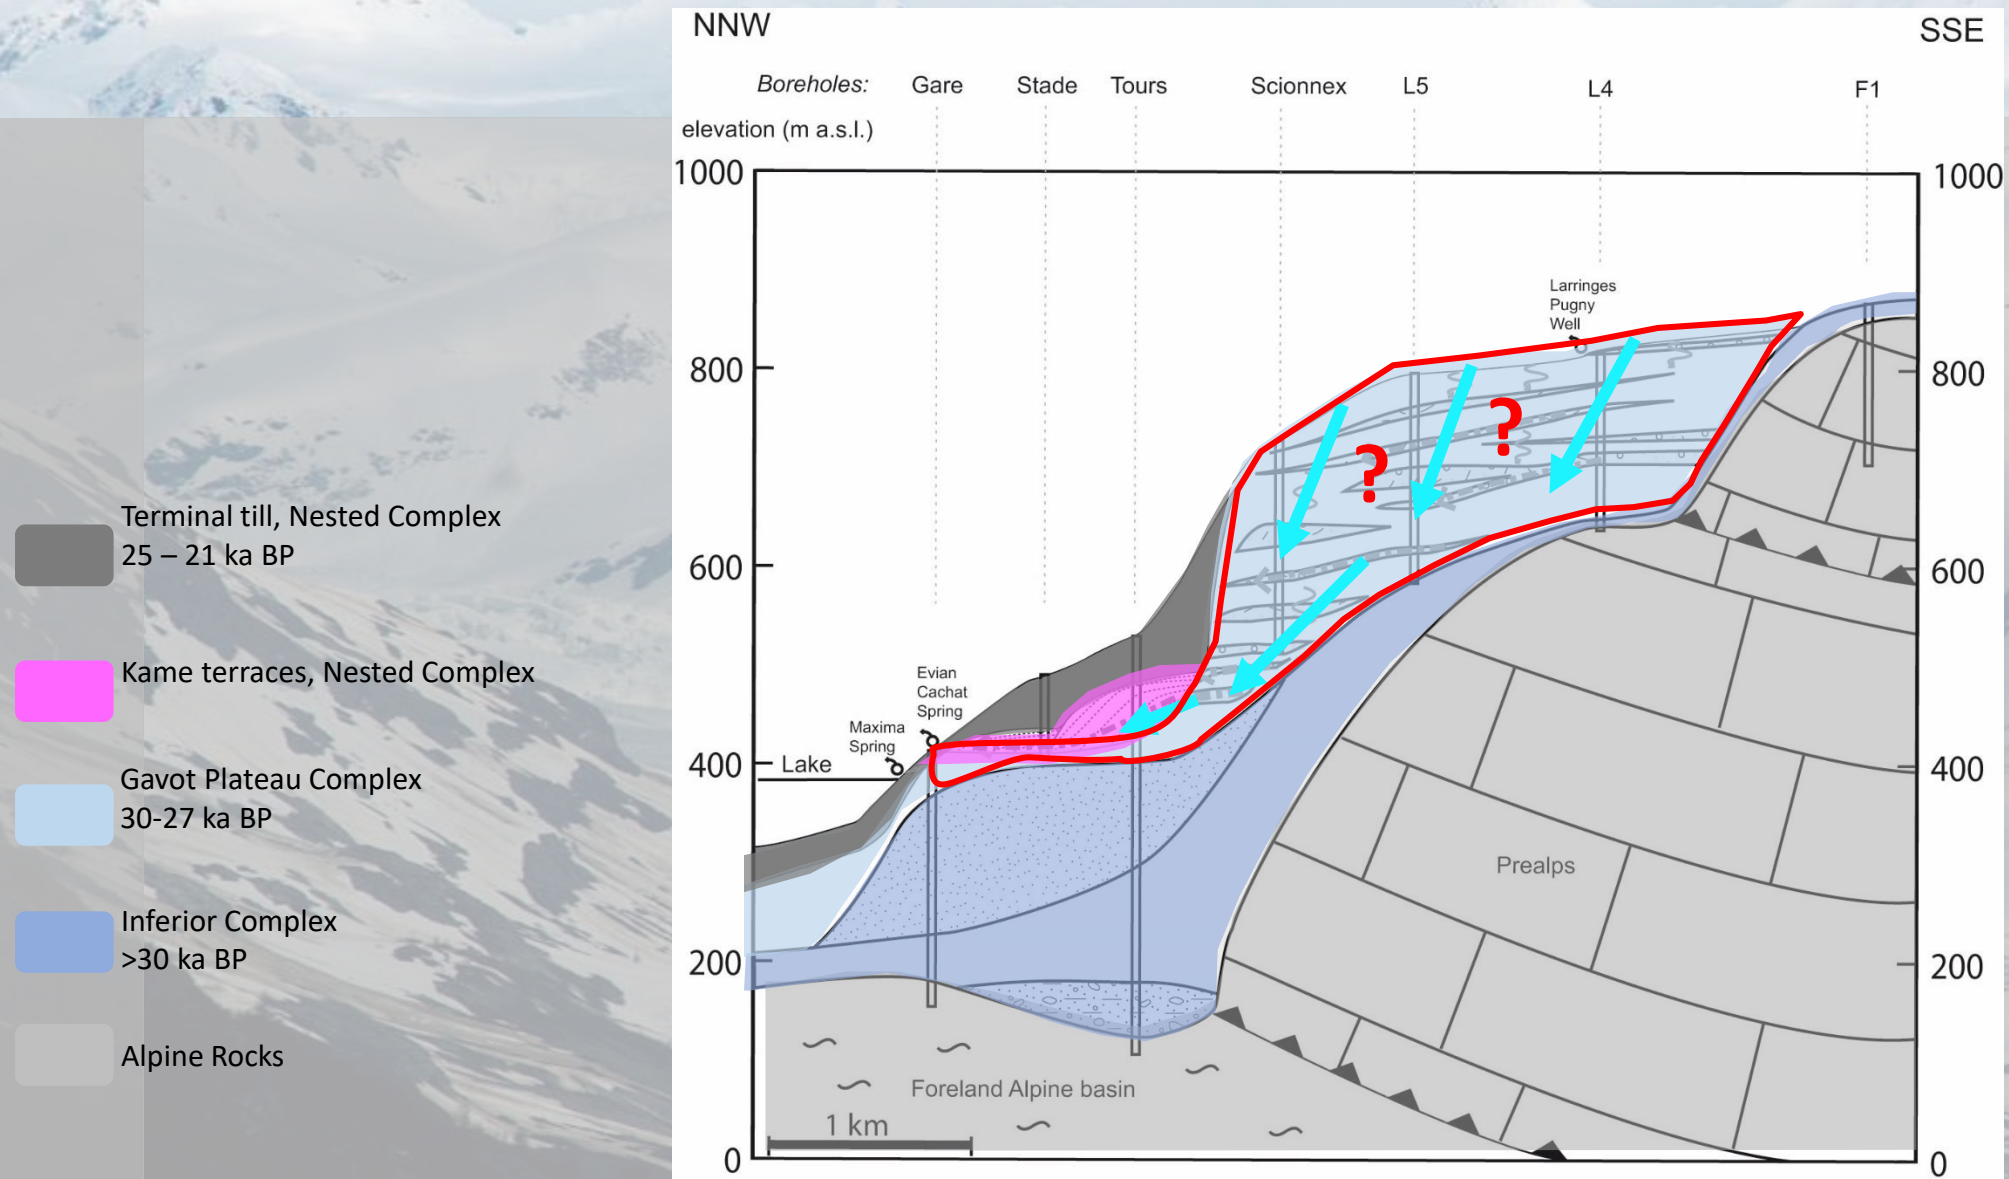 NNW
SSE
Boreholes:
Gare
Stade
Tours
Scionnex
L5
L4
F1
elevation (m a.s.l.)
1000
800
600
400
200
0
1000
800
600
400
200
0
Larringes
Pugny
Well
?
?
Evian
Cachat
Spring
Maxima
Spring
Lake
Prealps
Foreland Alpine basin
1 km
Terminal till, Nested Complex
25 – 21 ka BP
Kame terraces, Nested Complex
Gavot Plateau Complex
30-27 ka BP
Inferior Complex
>30 ka BP
Alpine Rocks